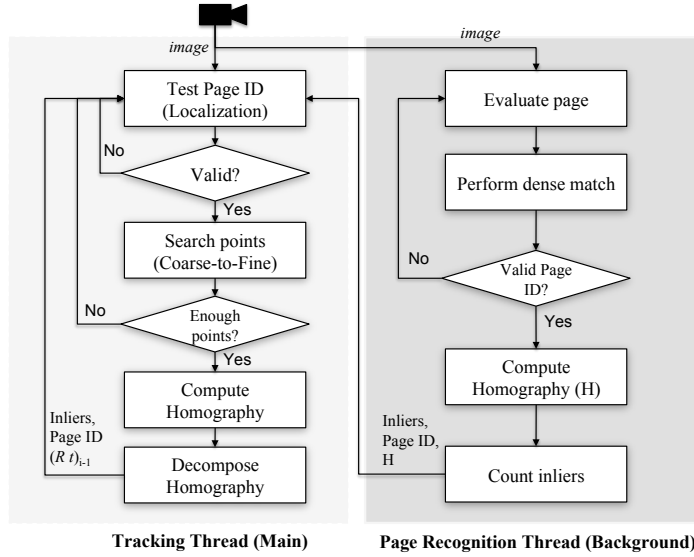 image
image
Test Page ID
(Localization)
No
Valid?
Yes
Search points
(Coarse-to-Fine)
No
Enough
points?
Yes
Compute
Homography
Inliers,
Page ID
(R t)i-1
Decompose
Homography
Tracking Thread (Main)
Evaluate page
Perform dense match
No
Valid Page
ID?
Yes
Compute
Homography (H)
Inliers,
Page ID,
H
Count inliers
Page Recognition Thread (Background)